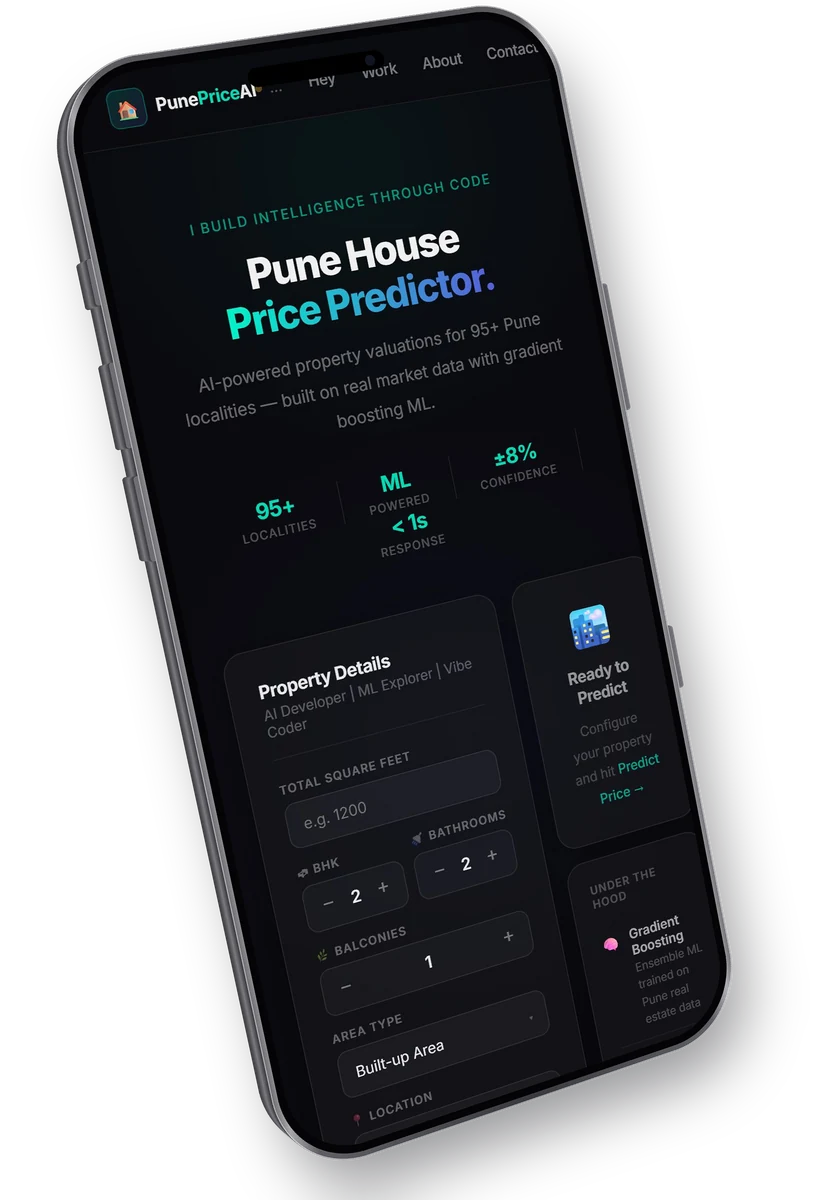 PunePriceAI ... Hey Work About Contact
I BUILD INTELLIGENCE THROUGH CODE
Pune House
Price Predictor.
AI-powered property valuations for 95+ Pune
localities — built on real market data with gradient
boosting ML.
95+
LOCALITIES
ML
POWERED
±8%
CONFIDENCE
< 1s
RESPONSE
Property Details
AI Developer | ML Explorer | Vibe
Coder
TOTAL SQUARE FEET
e.g. 1200
BHK
− 2 +
BATHROOMS
− 2 +
BALCONIES
− 1 +
AREA TYPE
Built-up Area
LOCATION
Ready to
Predict
Configure
your property
and hit Predict
Price →
UNDER THE
HOOD
Gradient
Boosting
Ensemble ML
trained on
Pune real
estate data